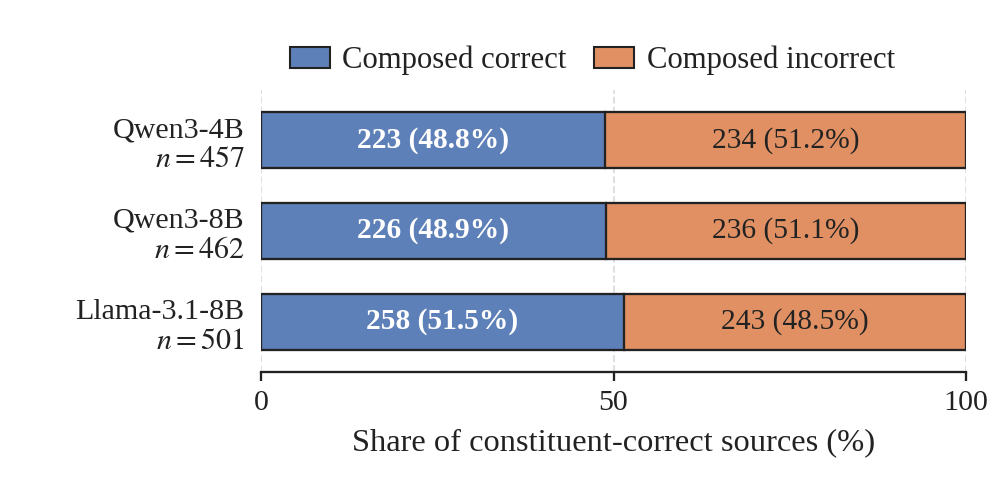 Composed correct Composed incorrect
Qwen3-4B
n = 457
223 (48.8%) 234 (51.2%)
Qwen3-8B
n = 462
226 (48.9%) 236 (51.1%)
Llama-3.1-8B
n = 501
258 (51.5%) 243 (48.5%)
0 50 100
Share of constituent-correct sources (%)